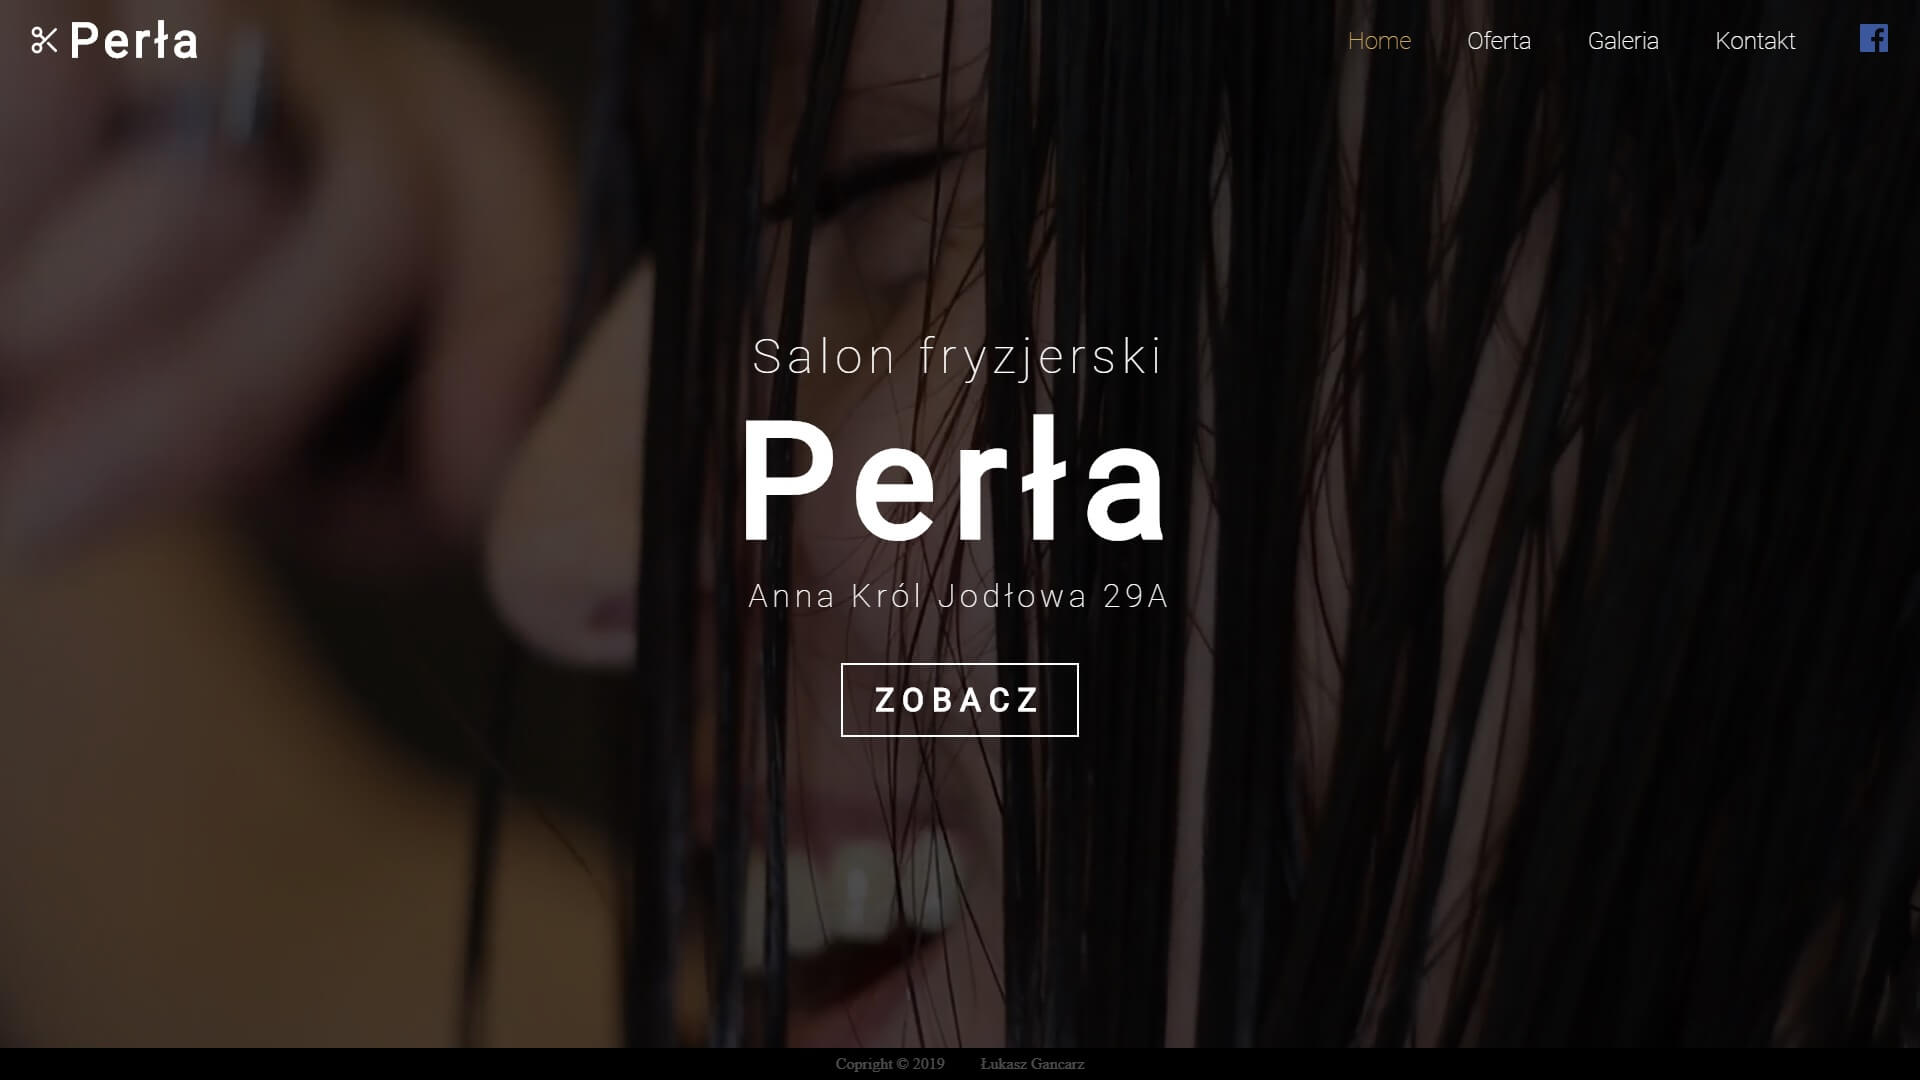 Perła
Home Oferta Galeria Kontakt
Salon fryzjerski
Perła
Anna Król Jodłowa 29A
ZOBACZ
Copright © 2019 Łukasz Gancarz